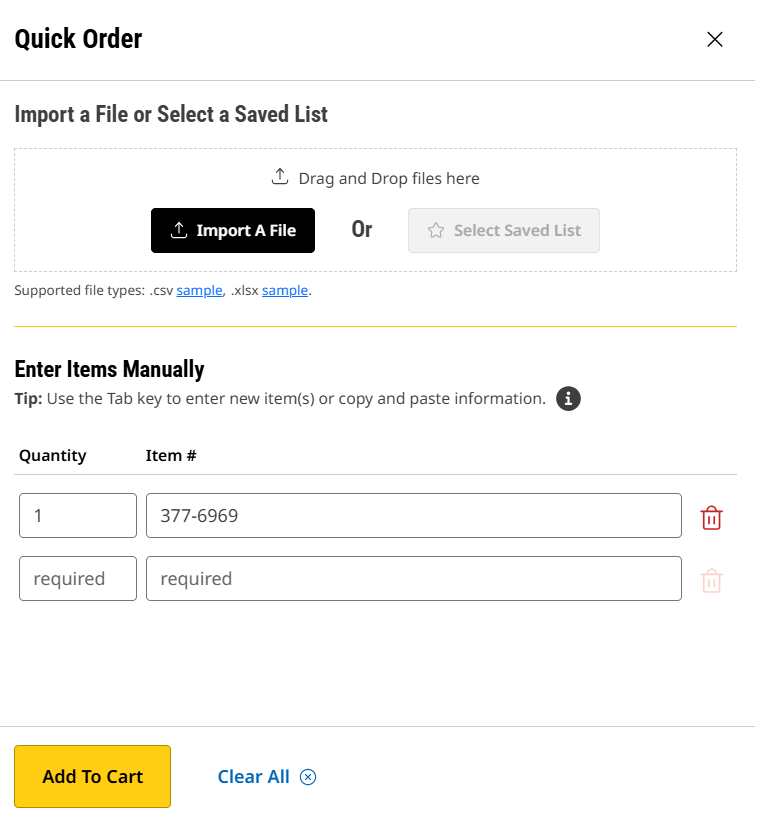 Quick Order
Import a File or Select a Saved List
Drag and Drop files here
Import A File Or Select Saved List
Supported file types: .csv sample, .xlsx sample.
Enter Items Manually
Tip: Use the Tab key to enter new item(s) or copy and paste information.
Quantity Item #
1 377-6969
required required
Add To Cart Clear All